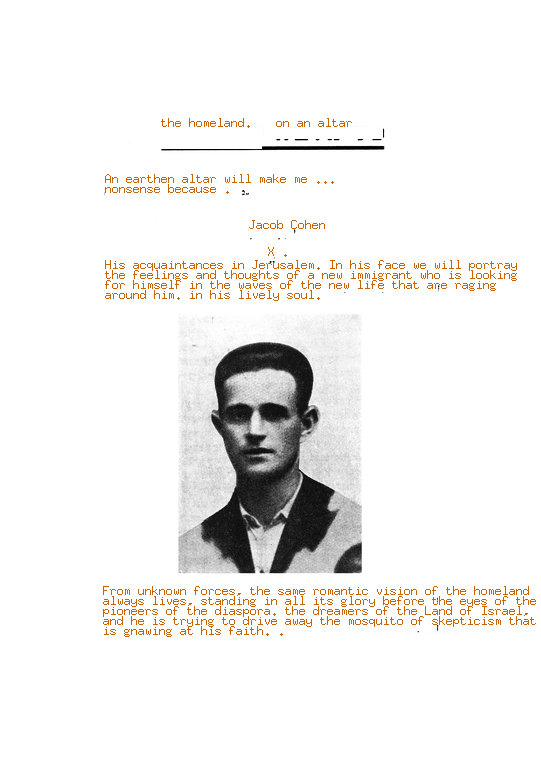 the homeland. on an altar
An earthen altar will make me ...
nonsense because .
Jacob Cohen
X .
His acquaintances in Jerusalem. In his face we will portray
the feelings and thoughts of a new immigrant who is looking
for himself in the waves of the new life that are raging
around him. in his lively soul.
From unknown forces. the same romantic vision of the homeland
always lives. standing in all its glory before the eyes of the
pioneers of the diaspora. the dreamers of the Land of Israel.
and he is trying to drive away the mosquito of skepticism that
is gnawing at his faith. .